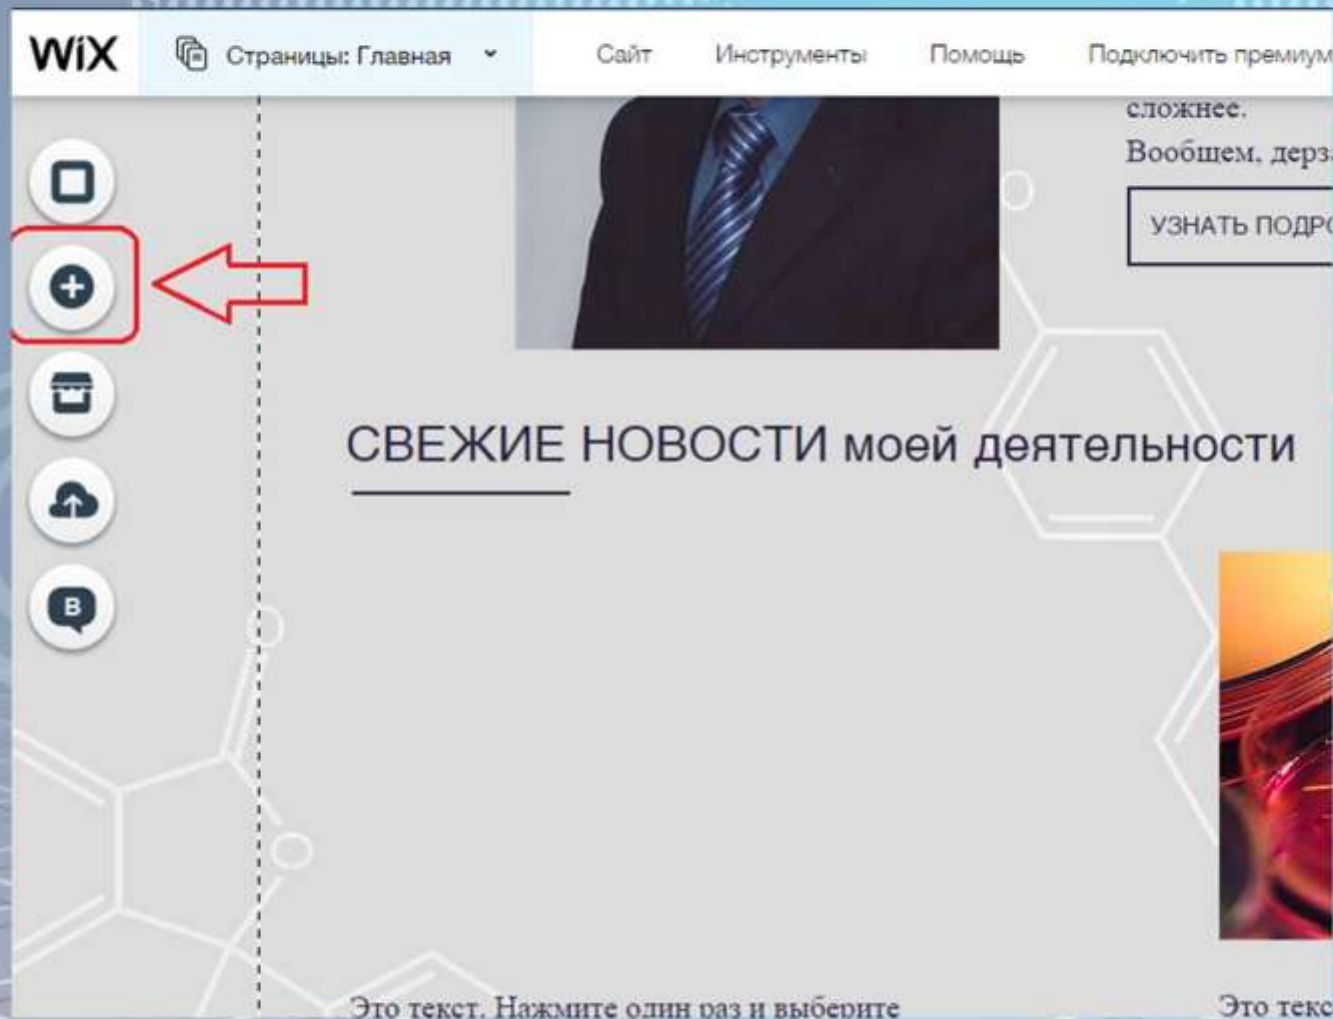 WiX Страницы: Главная Сайт Инструменты Помощь Подключить премиум
сложнее.
Вообщем, дерз
УЗНАТЬ ПОДРО
СВЕЖИЕ НОВОСТИ моей деятельности
B
Это текст. Нажмите один раз и выберите
Это текс